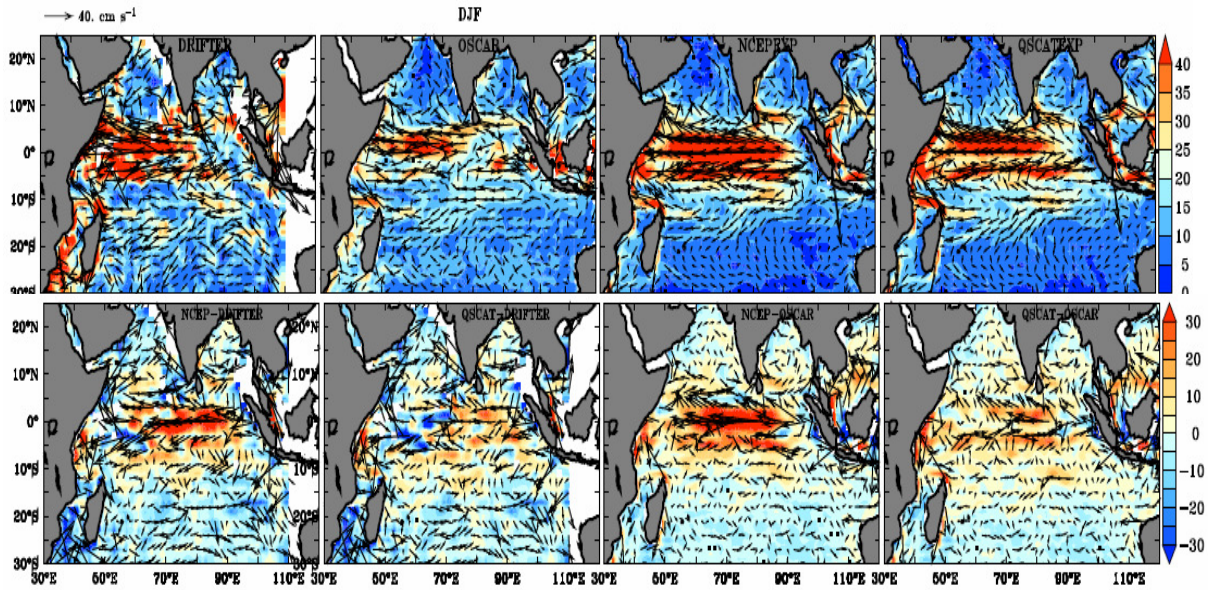 40. cm s⁻¹
DJF
DRIFTER OSCAR NCEPEXP QSCATEXP
20°N
10°N
0°
10°S
20°S
30°S
40
35
30
25
20
15
10
5
0
NCEP-DRIFTER QSCAT-DRIFTER NCEP-OSCAR QSCAT-OSCAR
20°N
10°N
0°
10°S
20°S
30°S
30
20
10
0
−10
−20
−30
30°E 50°E 70°E 90°E 110°E 30°E 50°E 70°E 90°E 110°E 30°E 50°E 70°E 90°E 110°E 30°E 50°E 70°E 90°E 110°E